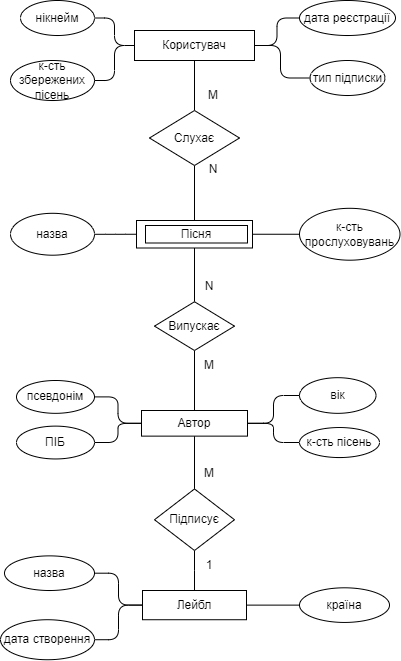 нікнейм
дата реєстрації
Користувач
к-сть
збережених
пісень
тип підписки
M
Слухає
N
назва
Пісня
к-сть
прослуховувань
N
Випускає
M
псевдонім
вік
Автор
ПІБ
к-сть пісень
M
Підписує
1
назва
Лейбл
країна
дата створення